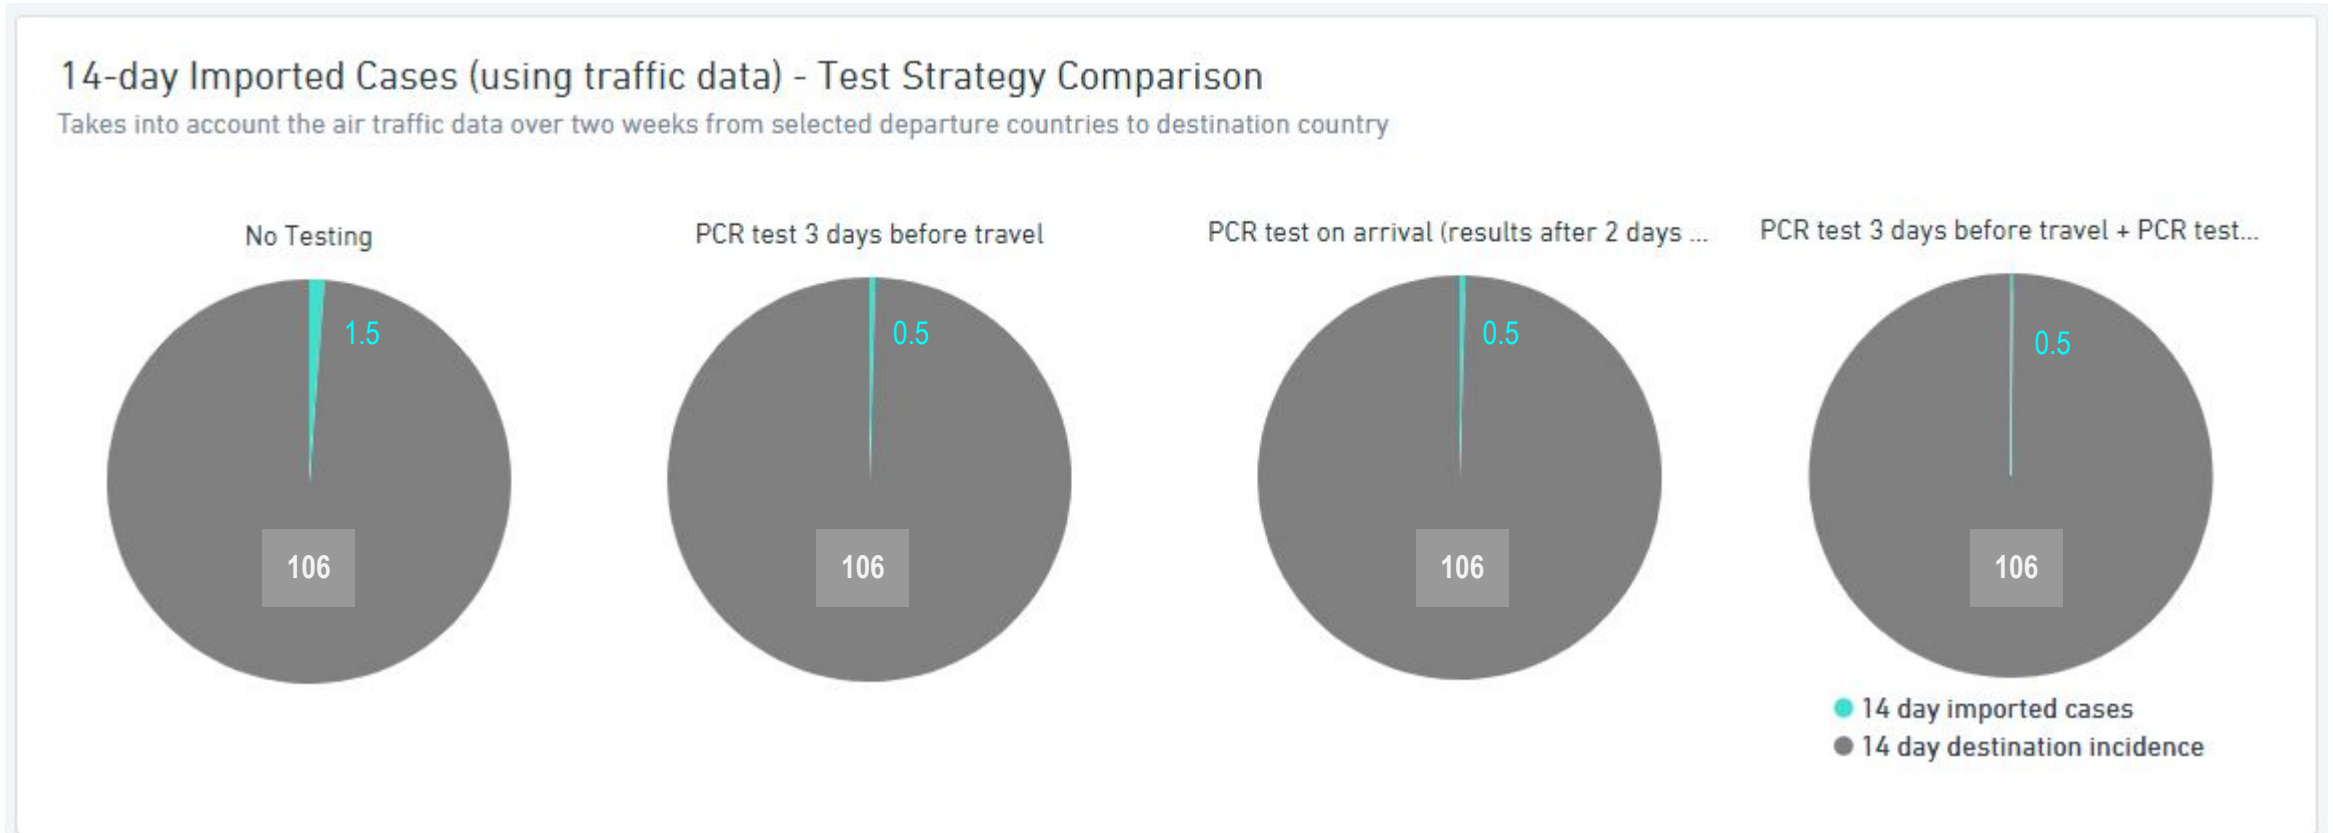 14-day Imported Cases (using traffic data) - Test Strategy Comparison
Takes into account the air traffic data over two weeks from selected departure countries to destination country
No Testing
1.5
106
PCR test 3 days before travel
0.5
106
PCR test on arrival (results after 2 days ...
0.5
106
PCR test 3 days before travel + PCR test...
0.5
106
14 day imported cases
14 day destination incidence